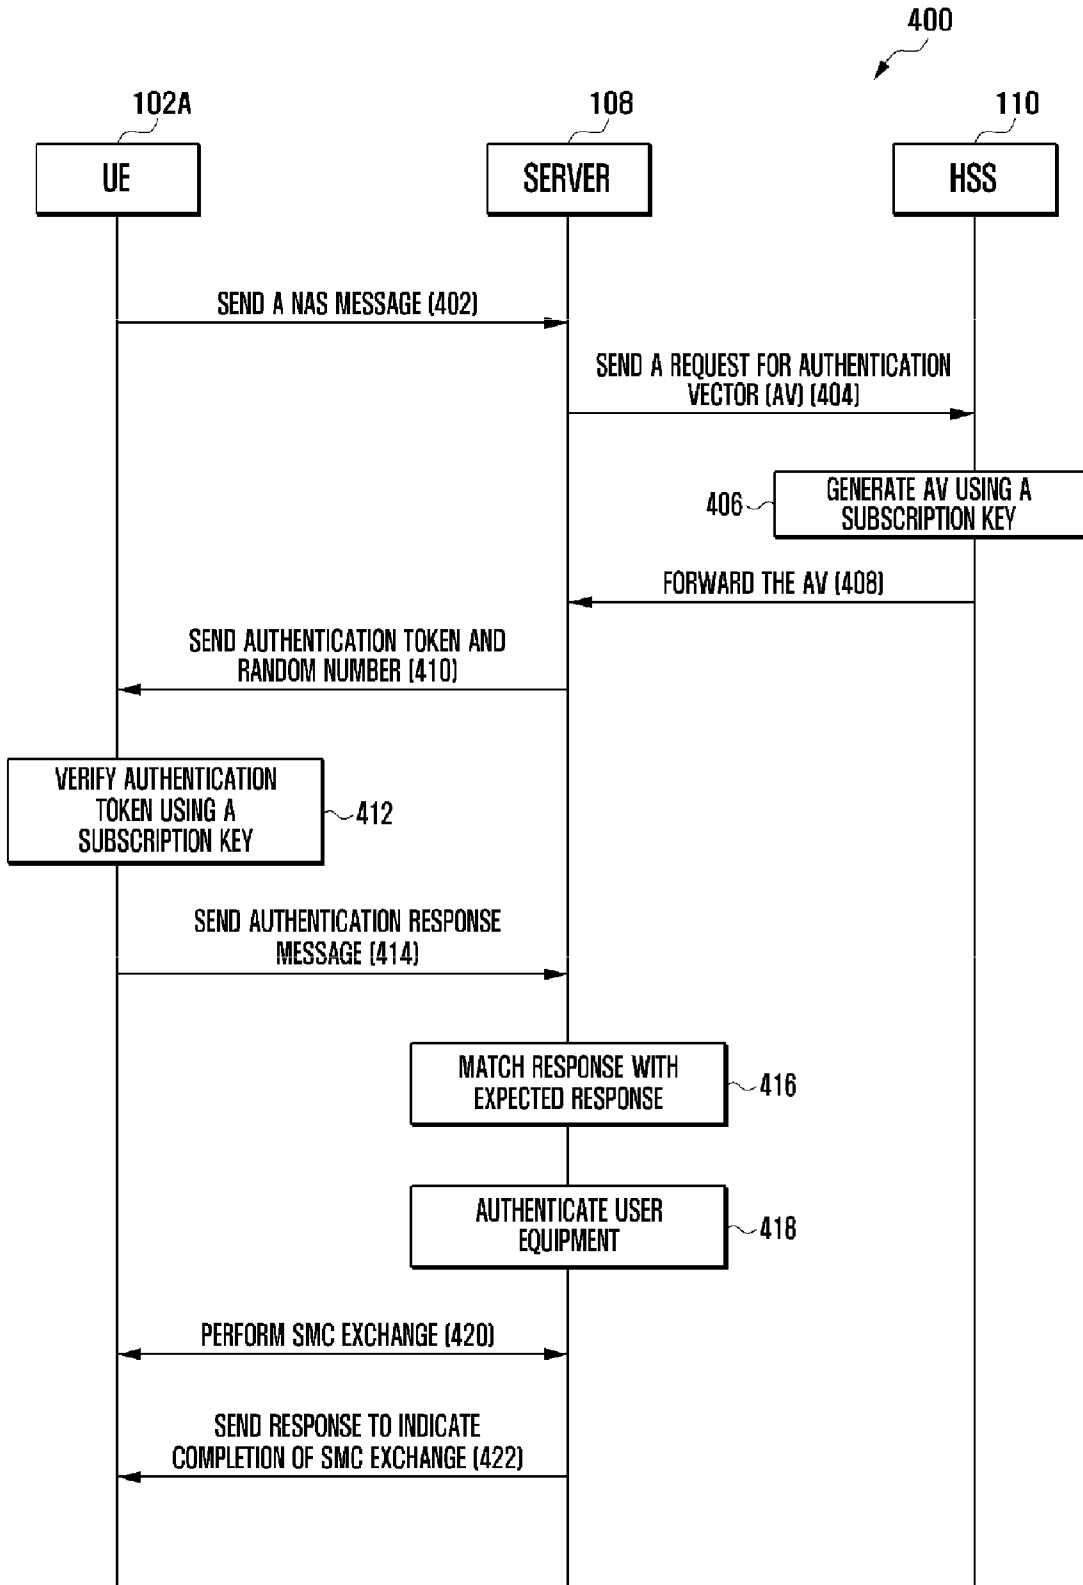 400
102A
108
110
UE
SERVER
HSS
SEND A NAS MESSAGE (402)
SEND A REQUEST FOR AUTHENTICATION
VECTOR (AV) (404)
406
GENERATE AV USING A
SUBSCRIPTION KEY
FORWARD THE AV (408)
SEND AUTHENTICATION TOKEN AND
RANDOM NUMBER (410)
VERIFY AUTHENTICATION
TOKEN USING A
SUBSCRIPTION KEY
412
SEND AUTHENTICATION RESPONSE
MESSAGE (414)
MATCH RESPONSE WITH
EXPECTED RESPONSE
416
AUTHENTICATE USER
EQUIPMENT
418
PERFORM SMC EXCHANGE (420)
SEND RESPONSE TO INDICATE
COMPLETION OF SMC EXCHANGE (422)